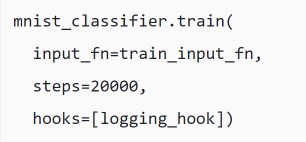 mnist_classifier.train(
input_fn=train_input_fn,
steps=20000,
hooks=[logging_hook])